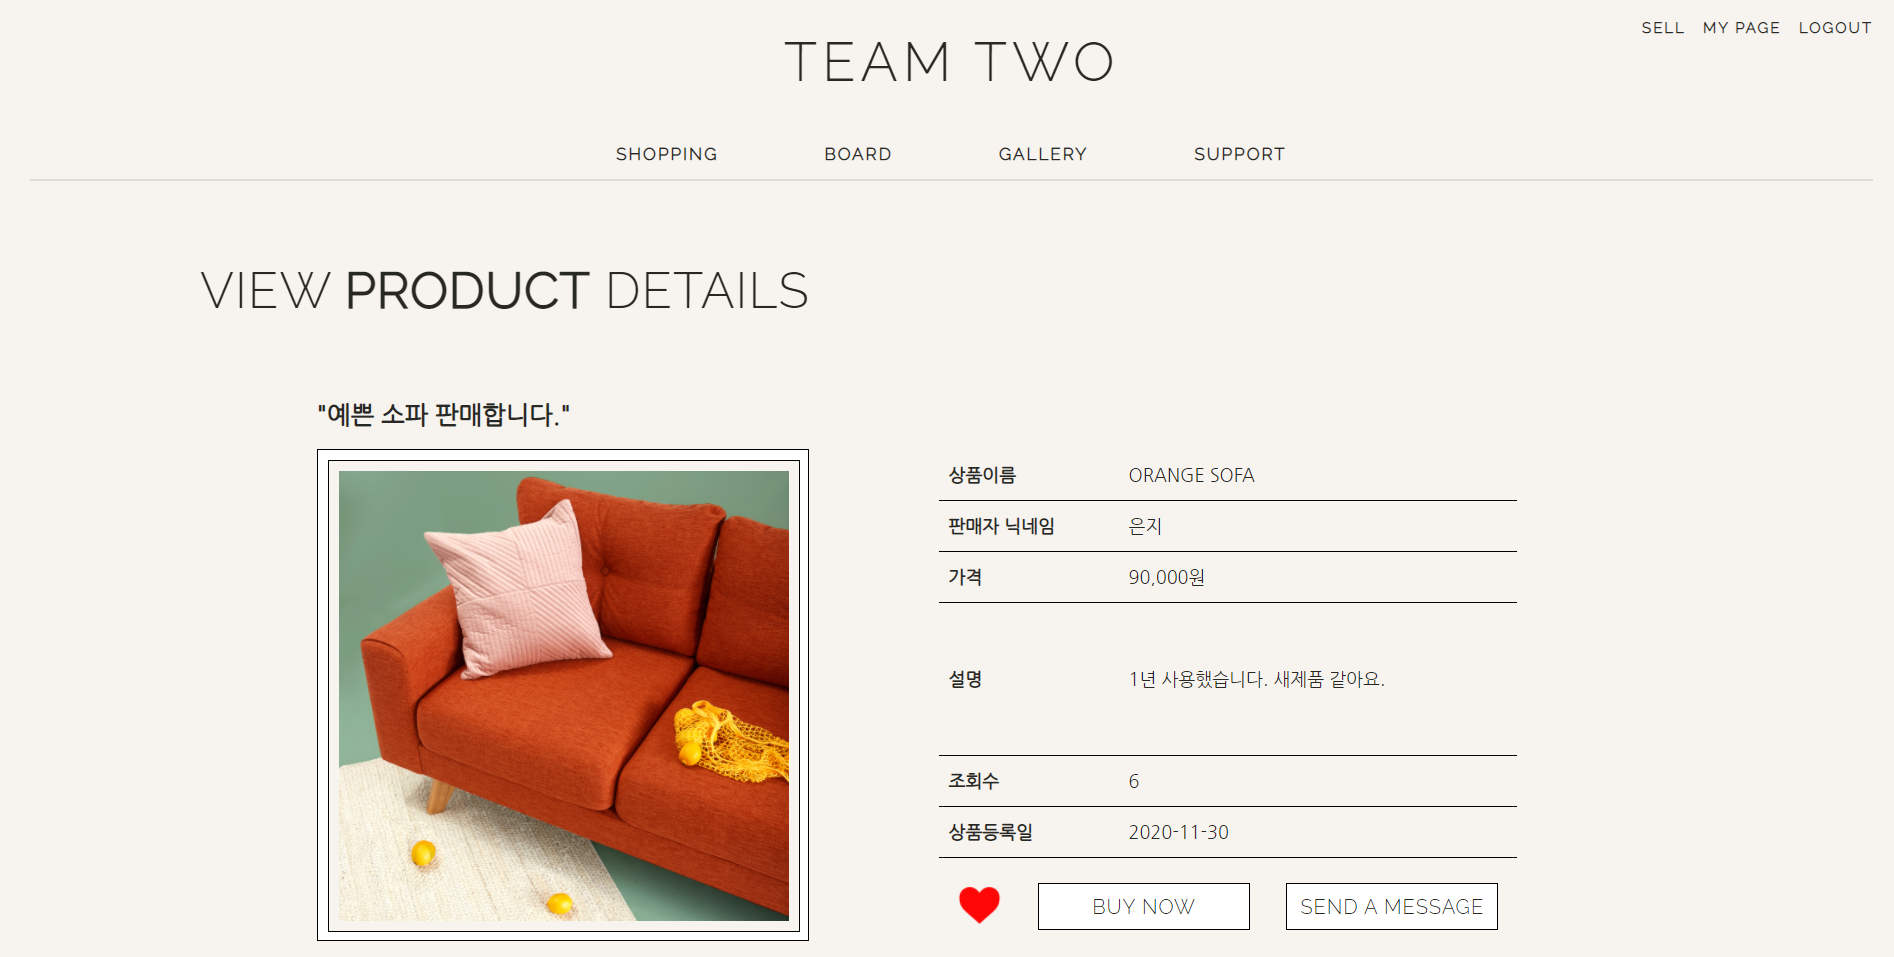 SELL MY PAGE LOGOUT
TEAM TWO
SHOPPING BOARD GALLERY SUPPORT
VIEW PRODUCT DETAILS
"예쁜 소파 판매합니다."
상품이름 ORANGE SOFA
판매자 닉네임 은지
가격 90,000원
설명 1년 사용했습니다. 새제품 같아요.
조회수 6
상품등록일 2020-11-30
BUY NOW SEND A MESSAGE